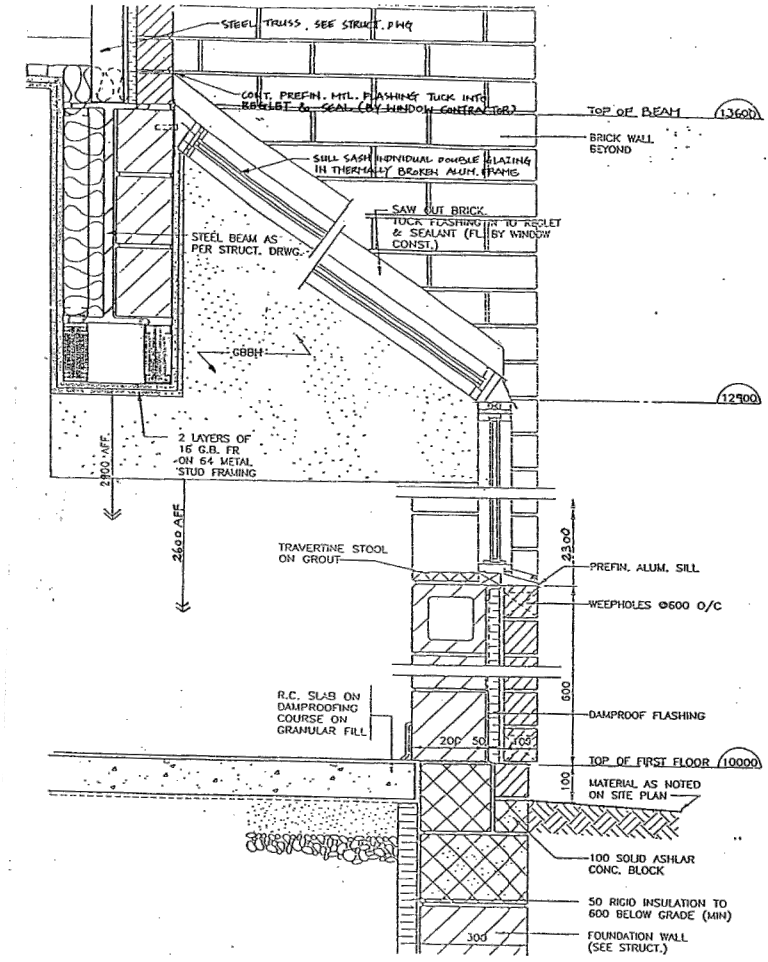 STEEL TRUSS, SEE STRUCT. DWG
CONT. PREFIN. MTL. FLASHING TUCK INTO
REGLET & SEAL (BY WINDOW CONTRACTOR)
TOP OF BEAM
13600
BRICK WALL
BEYOND
SULL SASH INDIVIDUAL DOUBLE GLAZING
IN THERMALLY BROKEN ALUM. FRAME
SAW OUT BRICK.
TUCK FLASHING IN TO REGLET
& SEALANT (FL. BY WINDOW
CONST.)
STEEL BEAM AS
PER STRUCT. DRWG.
GBBH
12900
2 LAYERS OF
16 G.B. FR
ON 64 METAL
STUD FRAMING
2900 AFF.
2600 AFF
2300
TRAVERTINE STOOL
ON GROUT
PREFIN. ALUM. SILL
WEEPHOLES @600 O/C
600
R.C. SLAB ON
DAMPROOFING
COURSE ON
GRANULAR FILL
DAMPROOF FLASHING
200 50 105
TOP OF FIRST FLOOR
10000
100
MATERIAL AS NOTED
ON SITE PLAN
100 SOLID ASHLAR
CONC. BLOCK
50 RIGID INSULATION TO
600 BELOW GRADE (MIN)
300
FOUNDATION WALL
(SEE STRUCT.)